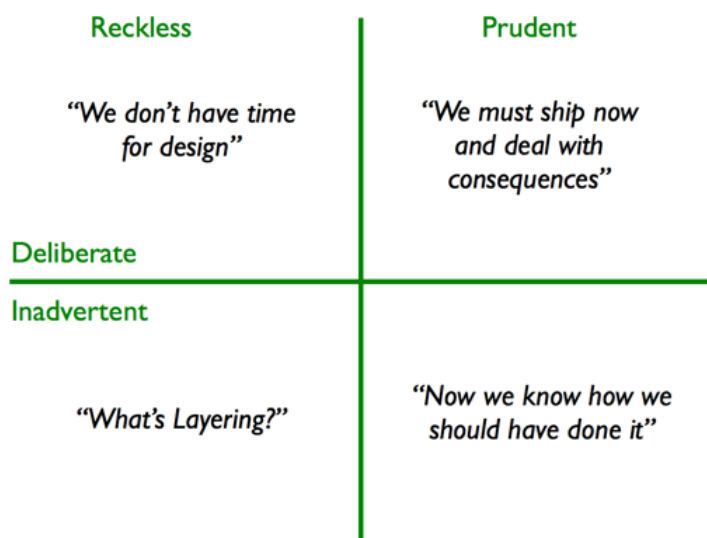 Reckless
Prudent
“We don’t have time
for design”
“We must ship now
and deal with
consequences”
Deliberate
Inadvertent
“What’s Layering?”
“Now we know how we
should have done it”